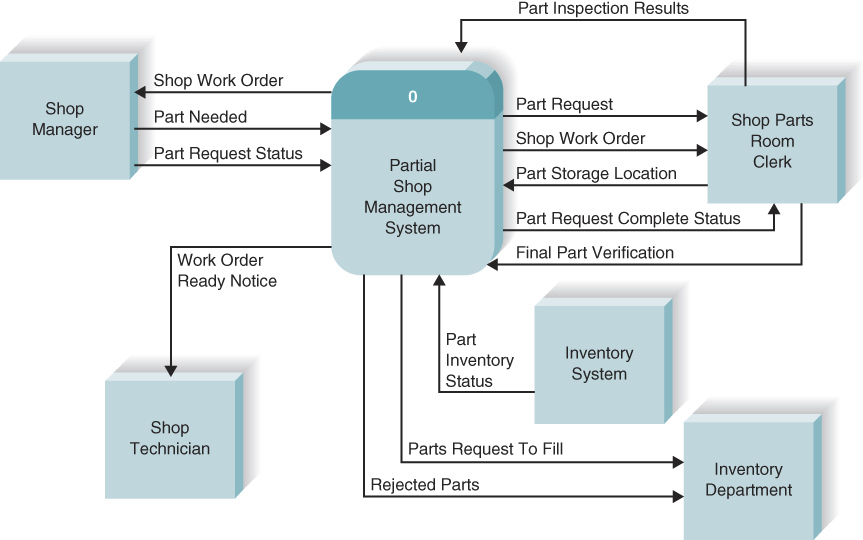 Part Inspection Results
Shop Work Order
0
Part Request
Shop
Manager
Part Needed
Shop Work Order
Shop Parts
Room
Clerk
Part Request Status
Partial
Shop
Management
System
Part Storage Location
Part Request Complete Status
Work Order
Ready Notice
Final Part Verification
Part
Inventory
Status
Inventory
System
Shop
Technician
Parts Request To Fill
Rejected Parts
Inventory
Department